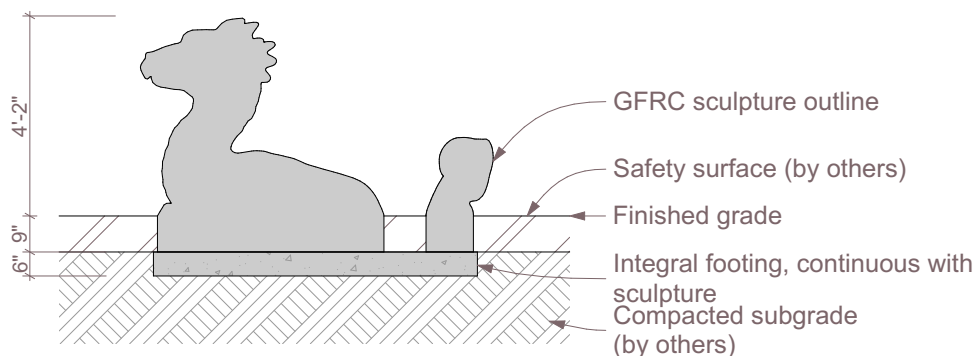 4'-2"
9"
6"
GFRC sculpture outline
Safety surface (by others)
Finished grade
Integral footing, continuous with
sculpture
Compacted subgrade
(by others)